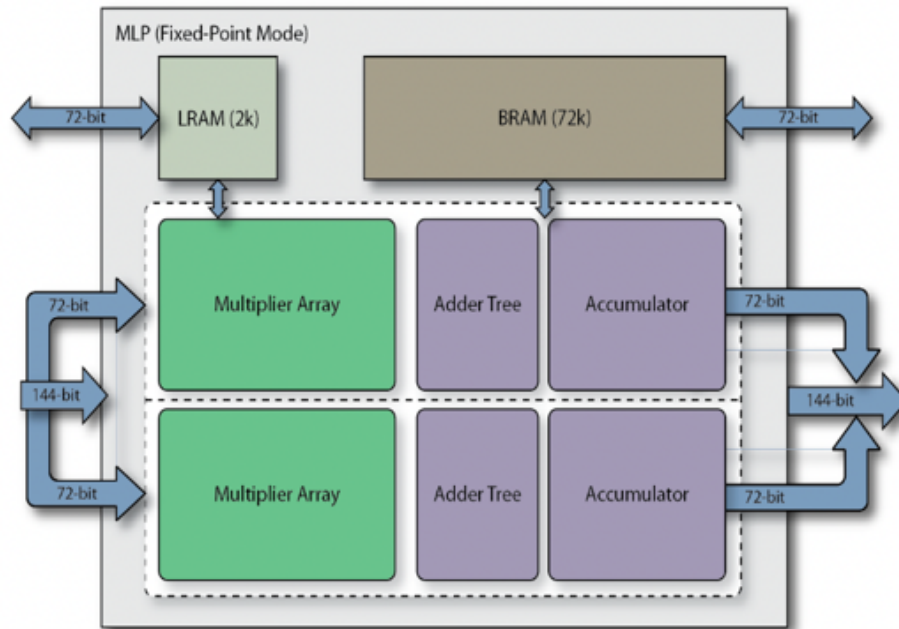 MLP (Fixed-Point Mode)
72-bit
LRAM (2k)
BRAM (72k)
72-bit
72-bit
Multiplier Array
Adder Tree
Accumulator
72-bit
144-bit
144-bit
72-bit
Multiplier Array
Adder Tree
Accumulator
72-bit